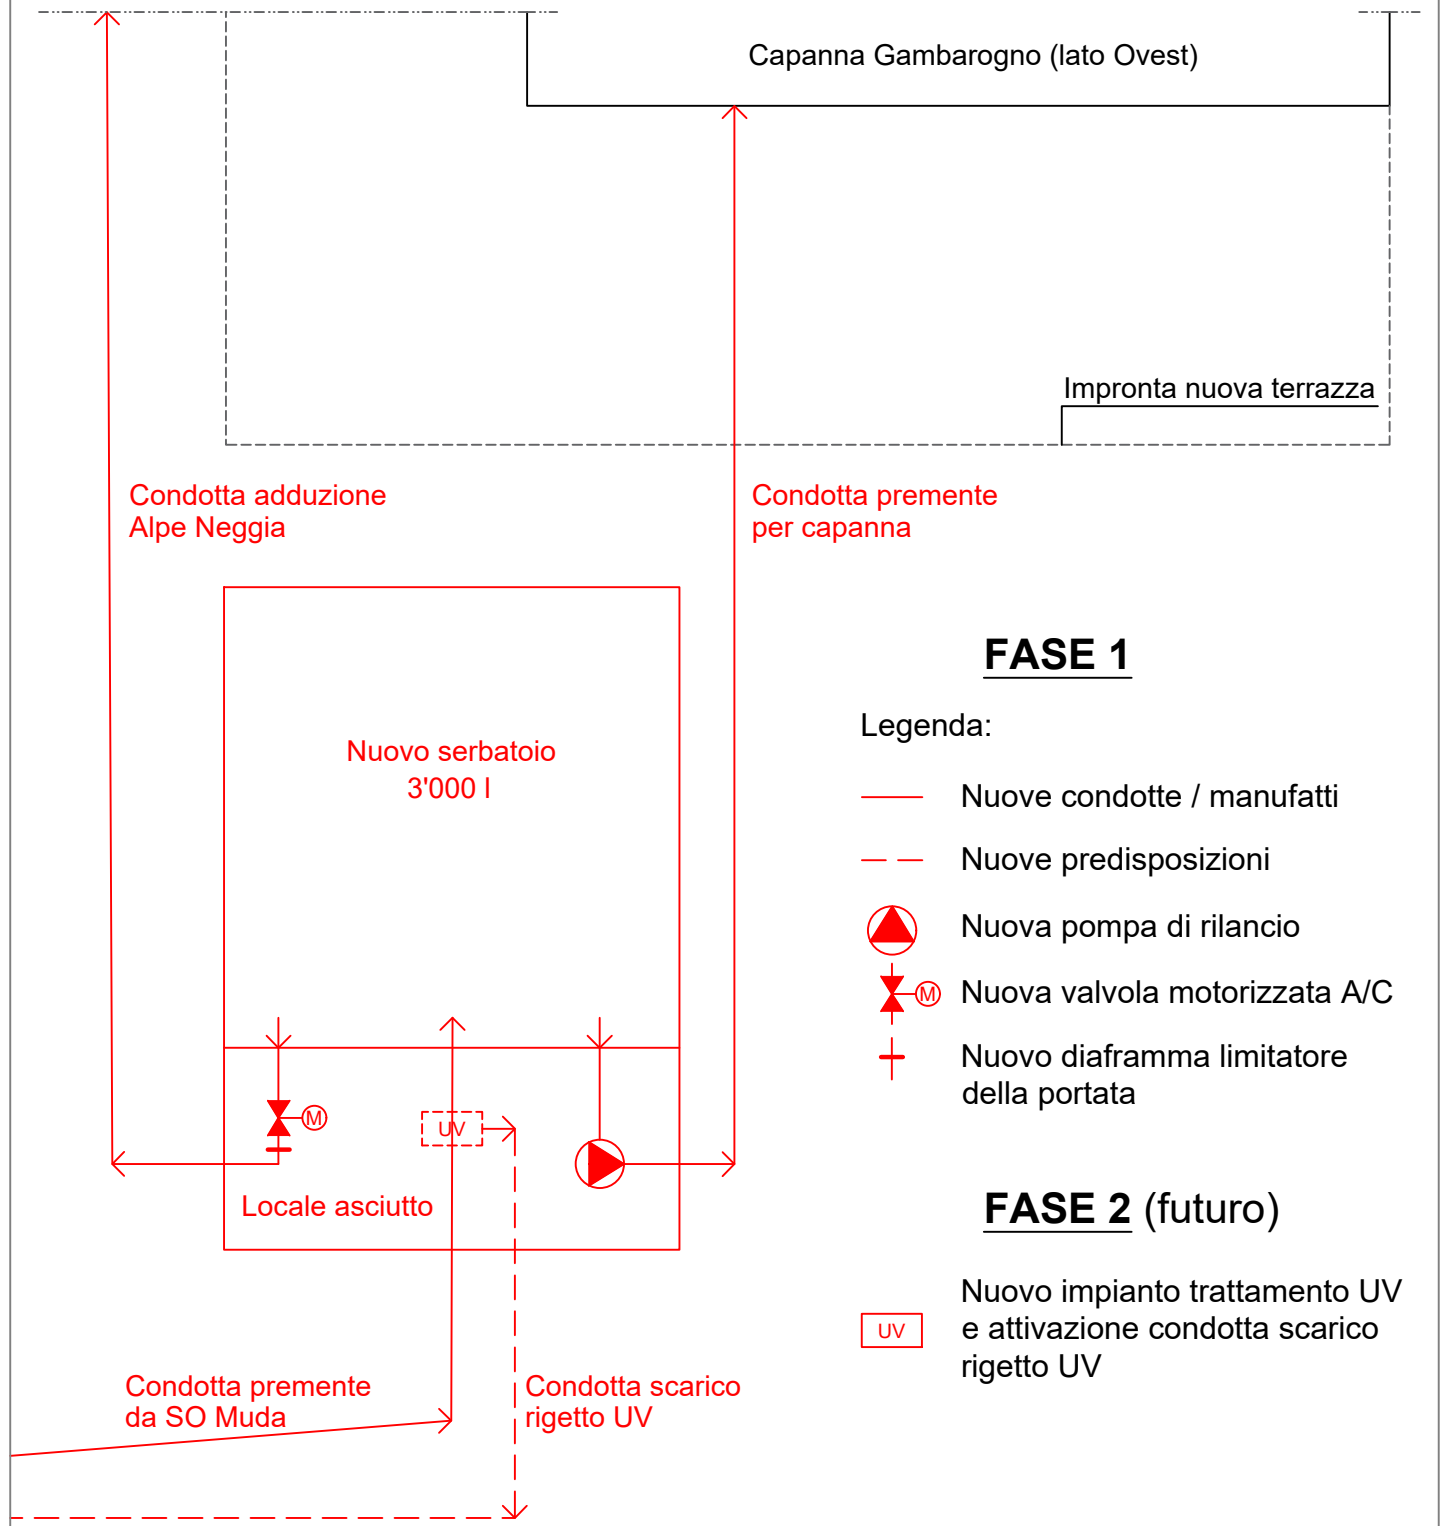 Capanna Gambarogno (lato Ovest)
Impronta nuova terrazza
Condotta adduzione
Alpe Neggia
Condotta premente
per capanna
FASE 1
Legenda:
Nuovo serbatoio
3'000 l
Nuove condotte / manufatti
Nuove predisposizioni
Nuova pompa di rilancio
M
Nuova valvola motorizzata A/C
Nuovo diaframma limitatore
della portata
M
UV
Locale asciutto
FASE 2 (futuro)
Nuovo impianto trattamento UV
UV
e attivazione condotta scarico
rigetto UV
Condotta premente
da SO Muda
Condotta scarico
rigetto UV